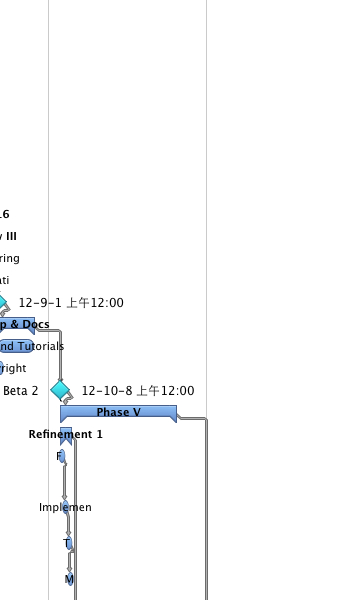 .6
III
ring
ati
12-9-1 上午12:00
p & Docs
nd Tutorials
right
Beta 2
12-10-8 上午12:00
Phase V
Refinement 1
F
Implemen
T
M